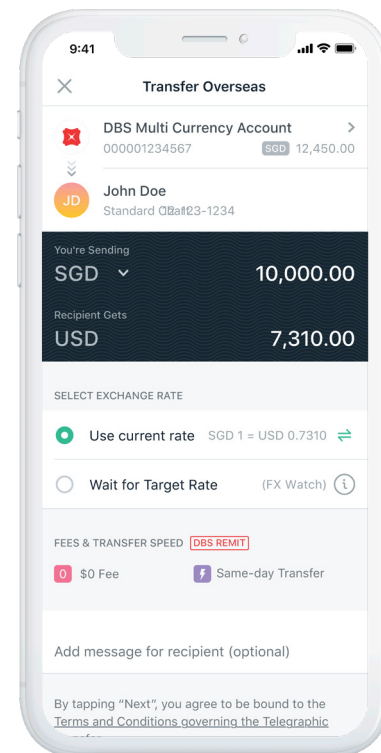 9:41
Transfer Overseas
DBS Multi Currency Account
000001234567 SGD 12,450.00
JD
John Doe
Standard 123-1234
You're Sending
SGD 10,000.00
Recipient Gets
USD 7,310.00
SELECT EXCHANGE RATE
Use current rate SGD 1 = USD 0.7310
Wait for Target Rate (FX Watch) i
FEES & TRANSFER SPEED DBS REMIT
0 $0 Fee Same-day Transfer
Add message for recipient (optional)
By tapping “Next”, you agree to be bound to the
Terms and Conditions governing the Telegraphic